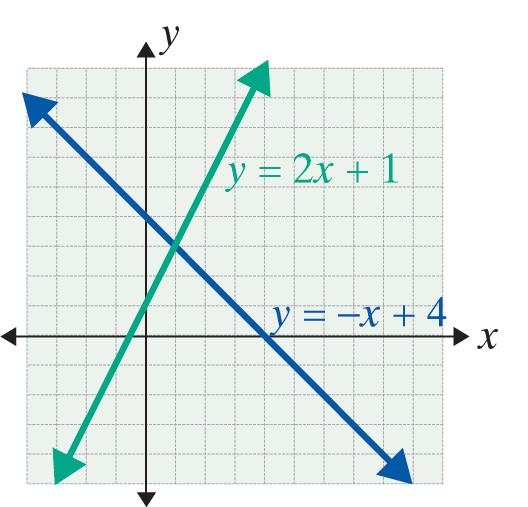 y
y = 2x + 1
y = −x + 4
x